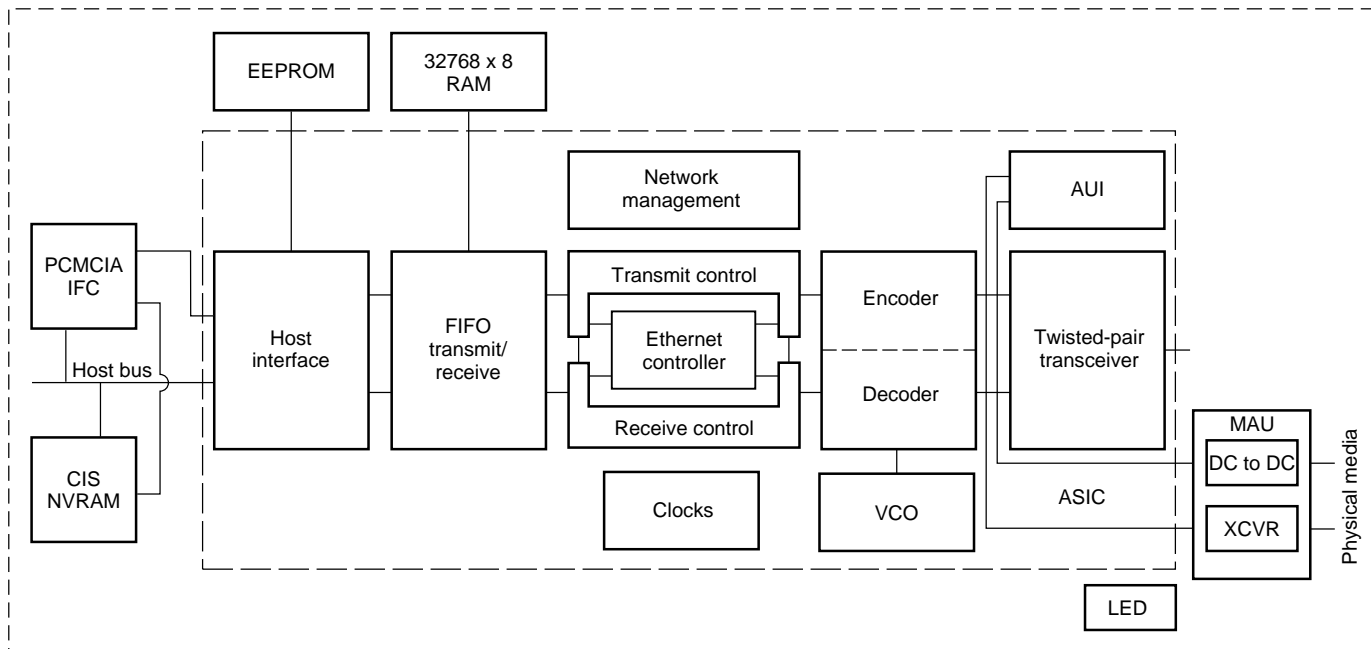 EEPROM
32768 x 8
RAM
Network
management
AUI
PCMCIA
IFC
Transmit control
Encoder
Host
interface
FIFO
transmit/
receive
Ethernet
controller
Twisted-pair
transceiver
Host bus
Decoder
Receive control
MAU
DC to DC
CIS
NVRAM
Clocks
VCO
ASIC
XCVR
Physical media
LED